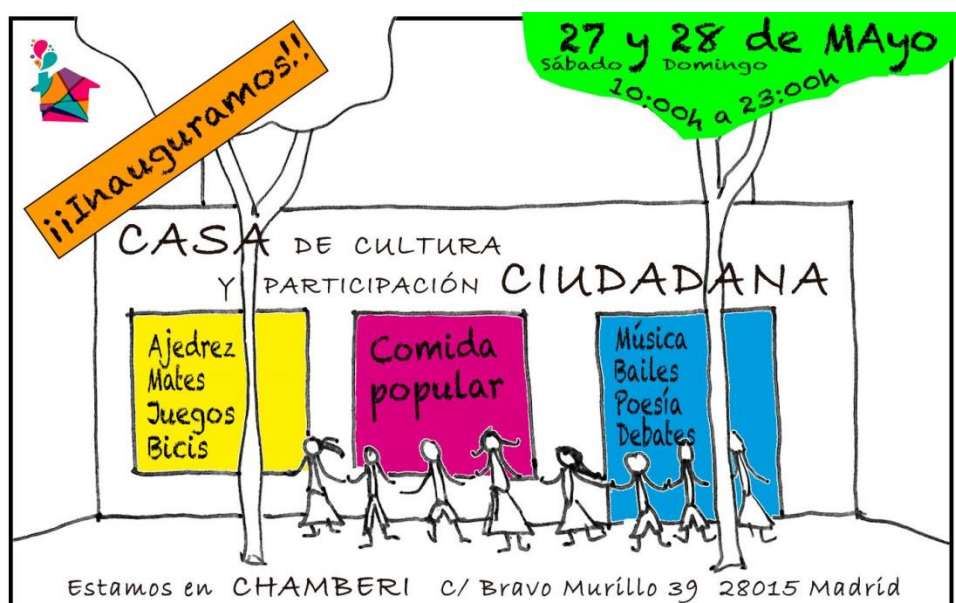 ¡¡Inauguramos!!
27 y 28 de MAyo
Sábado Domingo
10:00h a 23:00h
CASA DE CULTURA
Y PARTICIPACIÓN CIUDADANA
Ajedrez
Mates
Juegos
Bicis
Comida
popular
Música
Bailes
Poesía
Debates
Estamos en CHAMBERI C/ Bravo Murillo 39 28015 Madrid